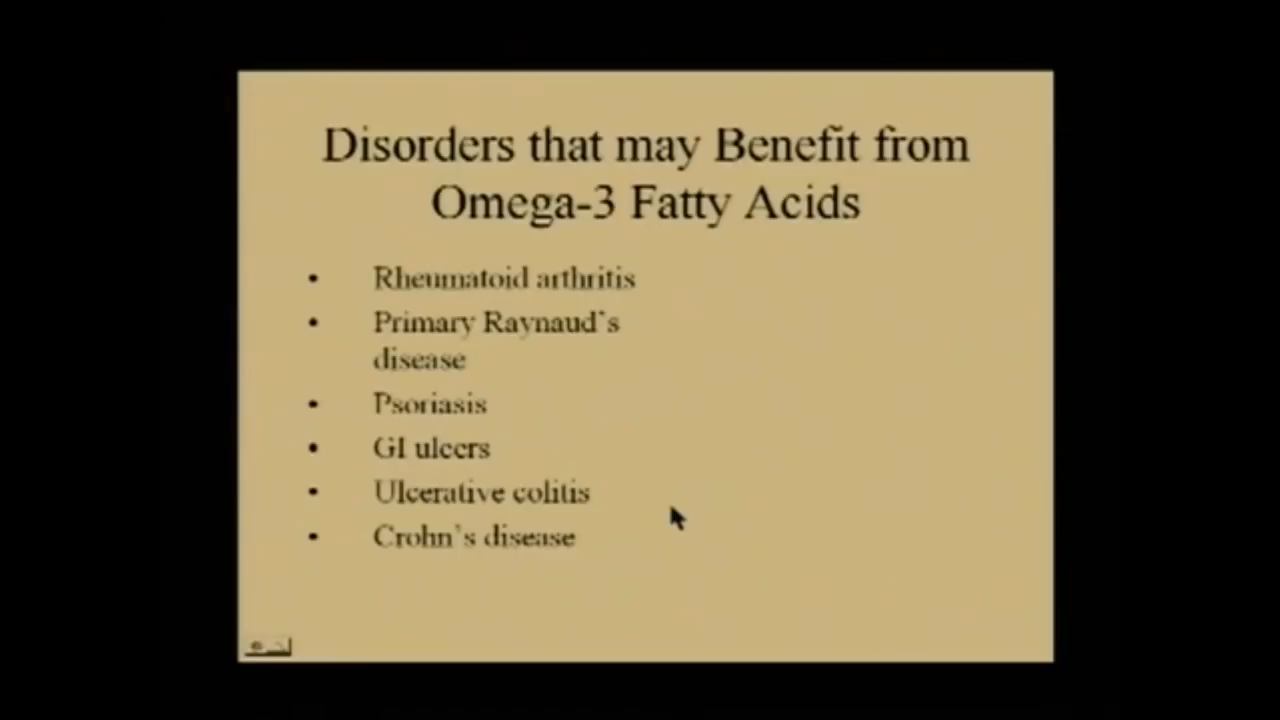 Disorders that may Benefit from
Omega-3 Fatty Acids
• Rheumatoid arthritis
• Primary Raynaud's
disease
• Psoriasis
• GI ulcers
• Ulcerative colitis
• Crohn's disease